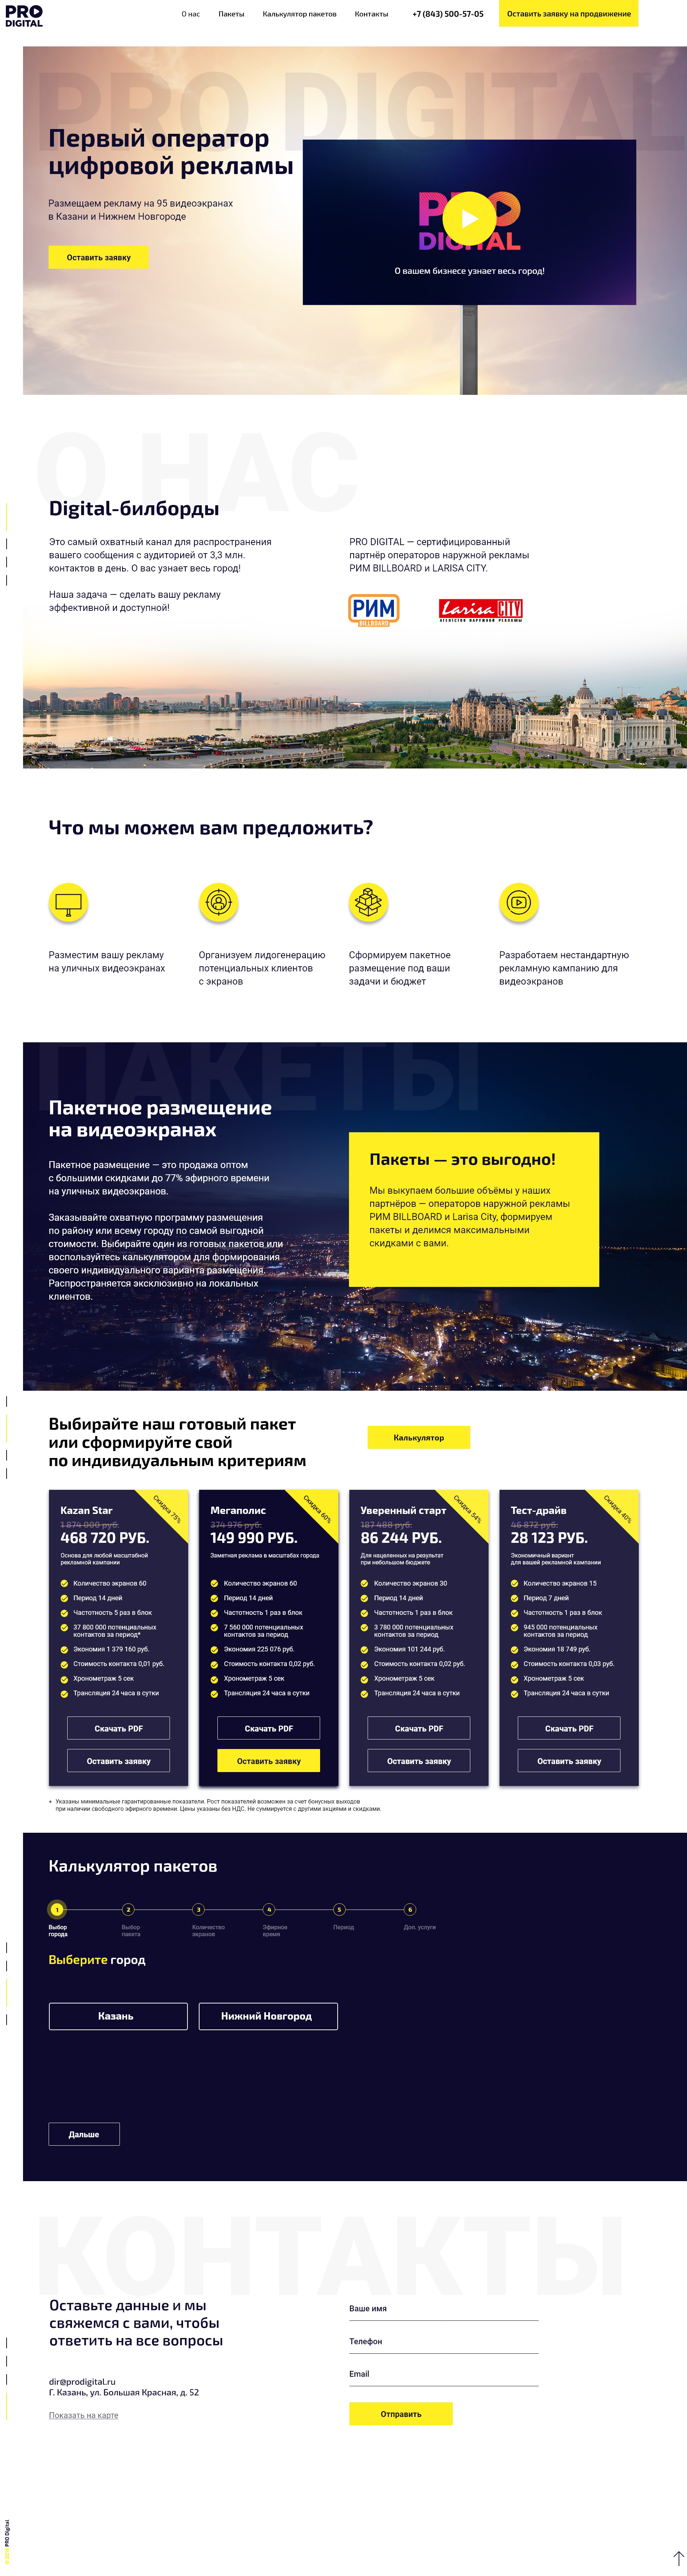 PRO
DIGITAL
О нас
Пакеты
Калькулятор пакетов
Контакты
+7 (843) 500-57-05
Оставить заявку на продвижение
PRO DIGITAL
Первый оператор
цифровой рекламы
Размещаем рекламу на 95 видеоэкранах
в Казани и Нижнем Новгороде
Оставить заявку
PRO
DIGITAL
О вашем бизнесе узнает весь город!
О НАС
Digital-билборды
Это самый охватный канал для распространения
вашего сообщения с аудиторией от 3,3 млн.
контактов в день. О вас узнает весь город!
Наша задача — сделать вашу рекламу
эффективной и доступной!
PRO DIGITAL — сертифицированный
партнёр операторов наружной рекламы
РИМ BILLBOARD и LARISA CITY.
РИМ
BILLBOARD
Larisa CITY
АГЕНТСТВО НАРУЖНОЙ РЕКЛАМЫ
Что мы можем вам предложить?
Разместим вашу рекламу
на уличных видеоэкранах
Организуем лидогенерацию
потенциальных клиентов
с экранов
Сформируем пакетное
размещение под ваши
задачи и бюджет
Разработаем нестандартную
рекламную кампанию для
видеоэкранов
ПАКЕТЫ
Пакетное размещение
на видеоэкранах
Пакетное размещение — это продажа оптом
с большими скидками до 77% эфирного времени
на уличных видеоэкранов.
Заказывайте охватную программу размещения
по району или всему городу по самой выгодной
стоимости. Выбирайте один из готовых пакетов или
воспользуйтесь калькулятором для формирования
своего индивидуального варианта размещения.
Распространяется эксклюзивно на локальных
клиентов.
Пакеты — это выгодно!
Мы выкупаем большие объёмы у наших
партнёров — операторов наружной рекламы
РИМ BILLBOARD и Larisa City, формируем
пакеты и делимся максимальными
скидками с вами.
Выбирайте наш готовый пакет
или сформируйте свой
по индивидуальным критериям
Калькулятор
Скидка 75%
Kazan Star
1 874 000 руб.
468 720 РУБ.
Основа для любой масштабной
рекламной кампании
Количество экранов 60
Период 14 дней
Частотность 5 раз в блок
37 800 000 потенциальных
контактов за период*
Экономия 1 379 160 руб.
Стоимость контакта 0,01 руб.
Хронометраж 5 сек
Трансляция 24 часа в сутки
Скачать PDF
Оставить заявку
Скидка 60%
Мегаполис
374 976 руб.
149 990 РУБ.
Заметная реклама в масштабах города
Количество экранов 60
Период 14 дней
Частотность 1 раз в блок
7 560 000 потенциальных
контактов за период
Экономия 225 076 руб.
Стоимость контакта 0,02 руб.
Хронометраж 5 сек
Трансляция 24 часа в сутки
Скачать PDF
Оставить заявку
Скидка 54%
Уверенный старт
187 488 руб.
86 244 РУБ.
Для нацеленных на результат
при небольшом бюджете
Количество экранов 30
Период 14 дней
Частотность 1 раз в блок
3 780 000 потенциальных
контактов за период
Экономия 101 244 руб.
Стоимость контакта 0,02 руб.
Хронометраж 5 сек
Трансляция 24 часа в сутки
Скачать PDF
Оставить заявку
Скидка 40%
Тест-драйв
46 872 руб.
28 123 РУБ.
Экономичный вариант
для вашей рекламной кампании
Количество экранов 15
Период 7 дней
Частотность 1 раз в блок
945 000 потенциальных
контактов за период
Экономия 18 749 руб.
Стоимость контакта 0,03 руб.
Хронометраж 5 сек
Трансляция 24 часа в сутки
Скачать PDF
Оставить заявку
* Указаны минимальные гарантированные показатели. Рост показателей возможен за счет бонусных выходов
при наличии свободного эфирного времени. Цены указаны без НДС. Не суммируется с другими акциями и скидками.
Калькулятор пакетов
1
2
3
4
5
6
Выбор
города
Выбор
пакета
Количество
экранов
Эфирное
время
Период
Доп. услуги
Выберите город
Казань
Нижний Новгород
Дальше
КОНТАКТЫ
Оставьте данные и мы
свяжемся с вами, чтобы
ответить на все вопросы
dir@prodigital.ru
Г. Казань, ул. Большая Красная, д. 52
Показать на карте
Ваше имя
Телефон
Email
Отправить
PRO Digital